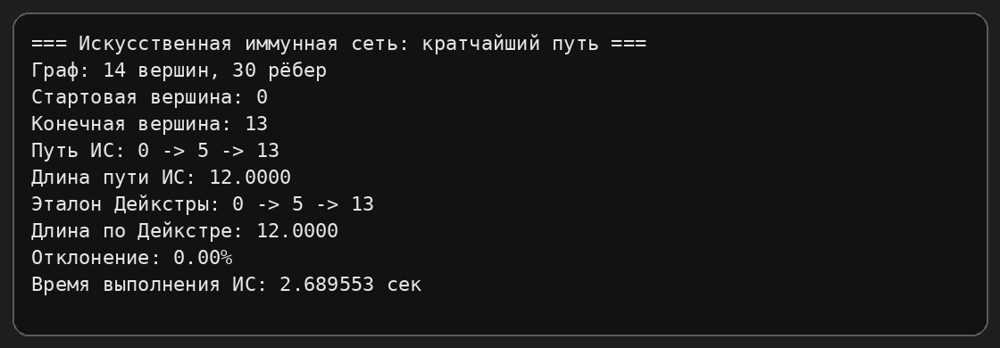 === Искусственная иммунная сеть: кратчайший путь ===
Граф: 14 вершин, 30 рёбер
Стартовая вершина: 0
Конечная вершина: 13
Путь ИС: 0 -> 5 -> 13
Длина пути ИС: 12.0000
Эталон Дейкстры: 0 -> 5 -> 13
Длина по Дейкстре: 12.0000
Отклонение: 0.00%
Время выполнения ИС: 2.689553 сек